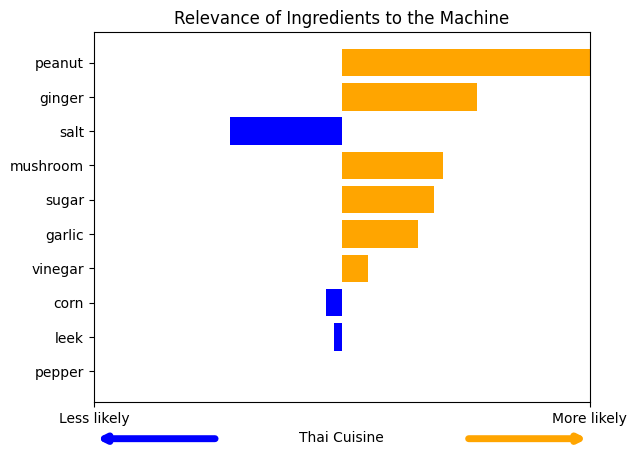 Relevance of Ingredients to the Machine
peanut
ginger
salt
mushroom
sugar
garlic
vinegar
corn
leek
pepper
Less likely
More likely
Thai Cuisine